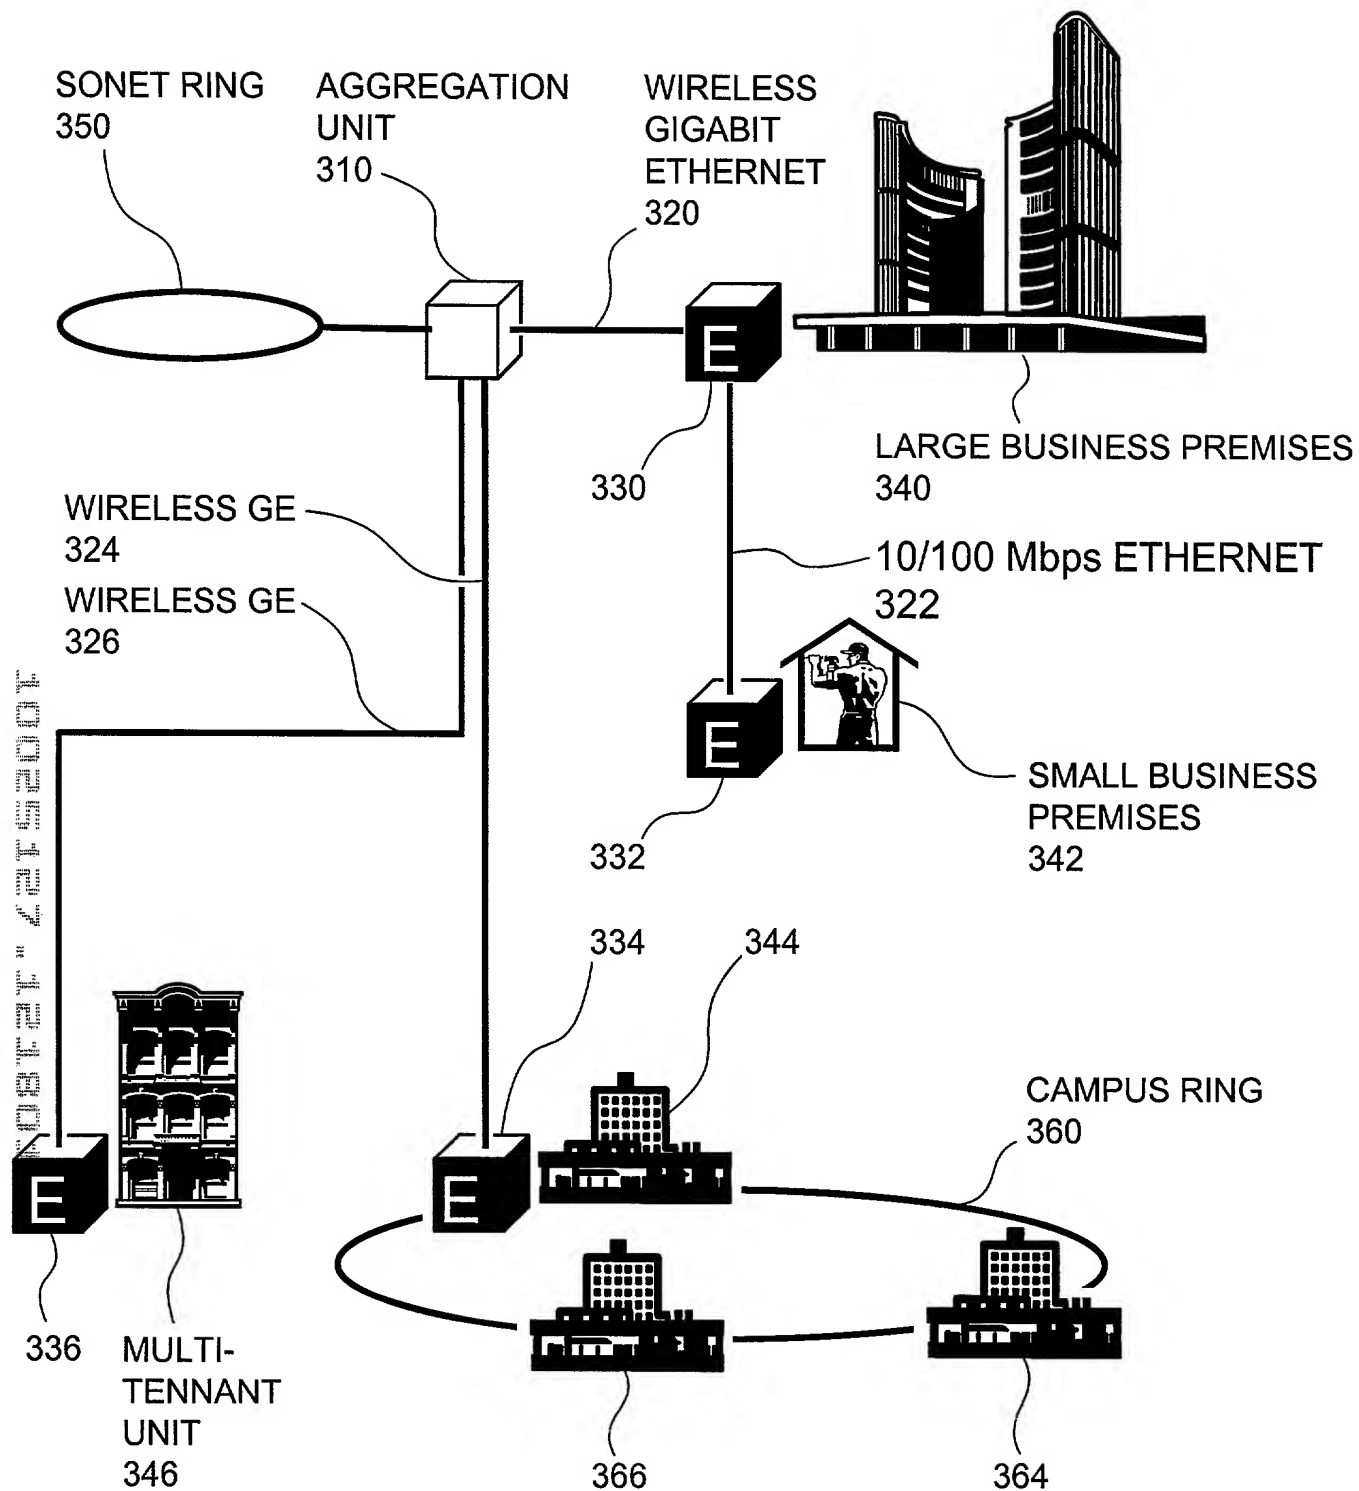 SONET RING
350
AGGREGATION
UNIT
310
WIRELESS
GIGABIT
ETHERNET
320
E
330
LARGE BUSINESS PREMISES
340
WIRELESS GE
324
10/100 Mbps ETHERNET
322
WIRELESS GE
326
E
332
SMALL BUSINESS
PREMISES
342
334
344
CAMPUS RING
360
E
E
336
MULTI-
TENNANT
UNIT
346
366
364